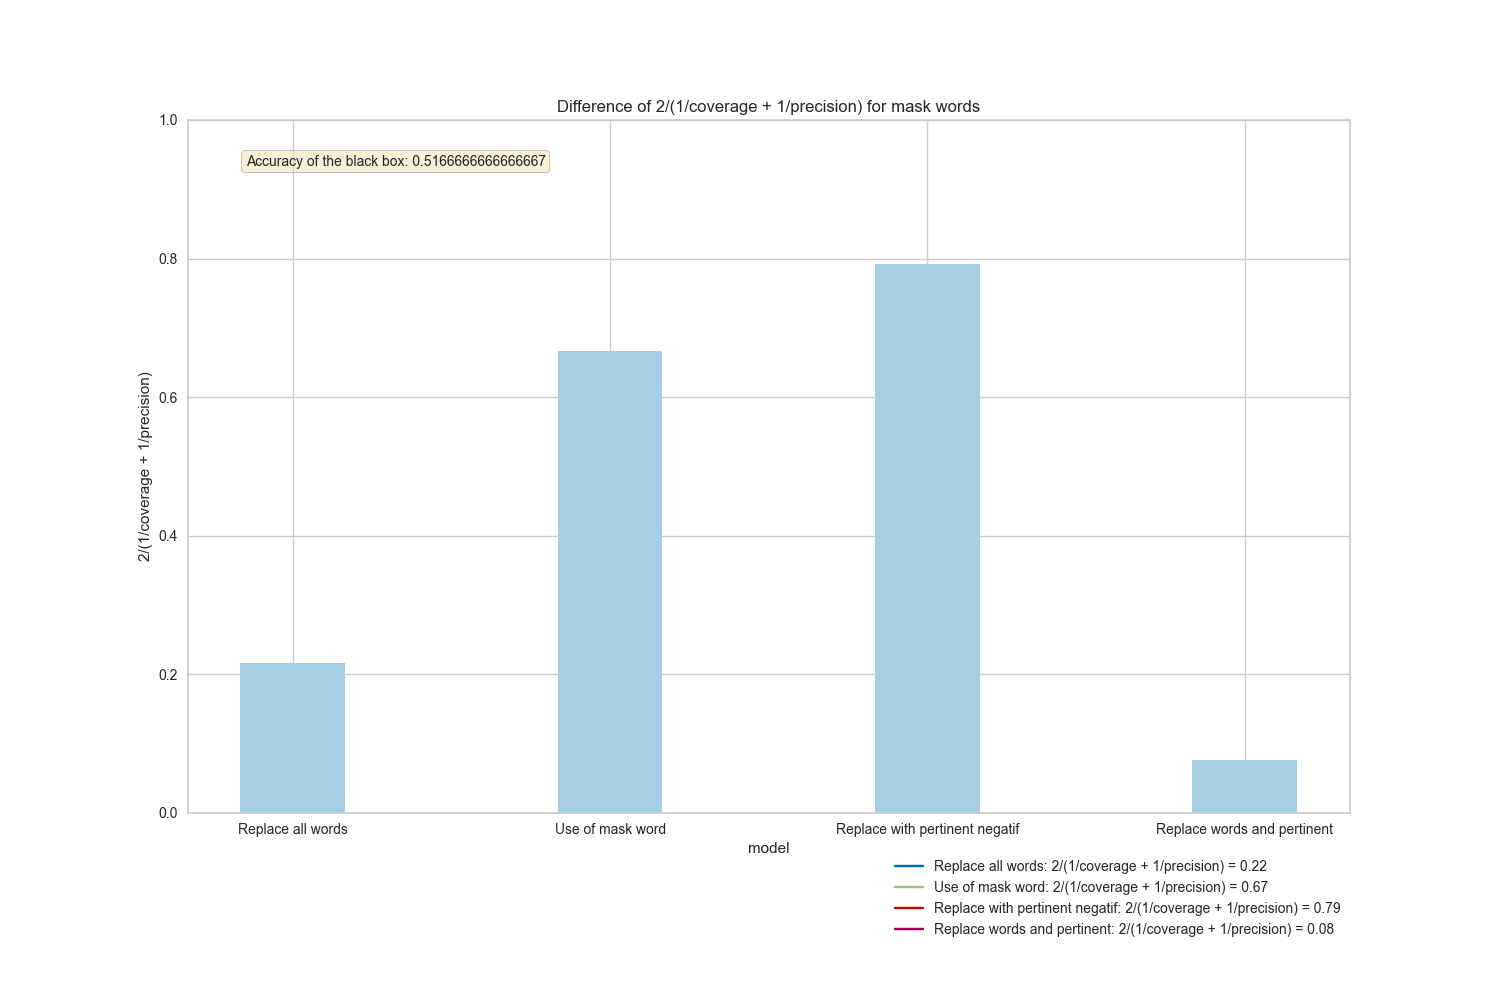 Difference of 2/(1/coverage + 1/precision) for mask words
1.0
Accuracy of the black box: 0.5166666666666667
0.8
0.6
0.4
0.2
0.0
2/(1/coverage + 1/precision)
Replace all words
Use of mask word
Replace with pertinent negatif
Replace words and pertinent
model
Replace all words: 2/(1/coverage + 1/precision) = 0.22
Use of mask word: 2/(1/coverage + 1/precision) = 0.67
Replace with pertinent negatif: 2/(1/coverage + 1/precision) = 0.79
Replace words and pertinent: 2/(1/coverage + 1/precision) = 0.08